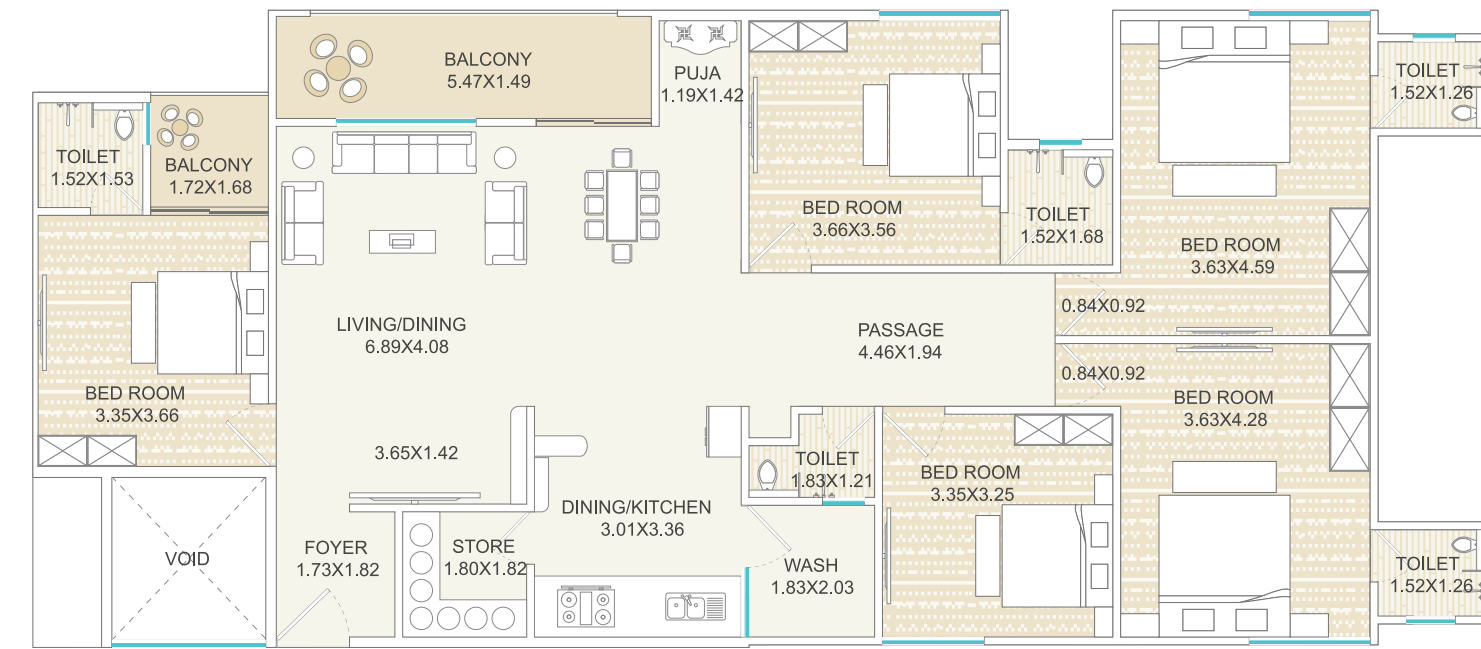 BALCONY
5.47X1.49
PUJA
1.19X1.42
TOILET
1.52X1.26
TOILET
1.52X1.53
BALCONY
1.72X1.68
BED ROOM
3.66X3.56
TOILET
1.52X1.68
BED ROOM
3.63X4.59
LIVING/DINING
6.89X4.08
PASSAGE
4.46X1.94
0.84X0.92
0.84X0.92
BED ROOM
3.35X3.66
BED ROOM
3.63X4.28
3.65X1.42
TOILET
1.83X1.21
BED ROOM
3.35X3.25
DINING/KITCHEN
3.01X3.36
VOID
FOYER
1.73X1.82
STORE
1.80X1.82
WASH
1.83X2.03
TOILET
1.52X1.26